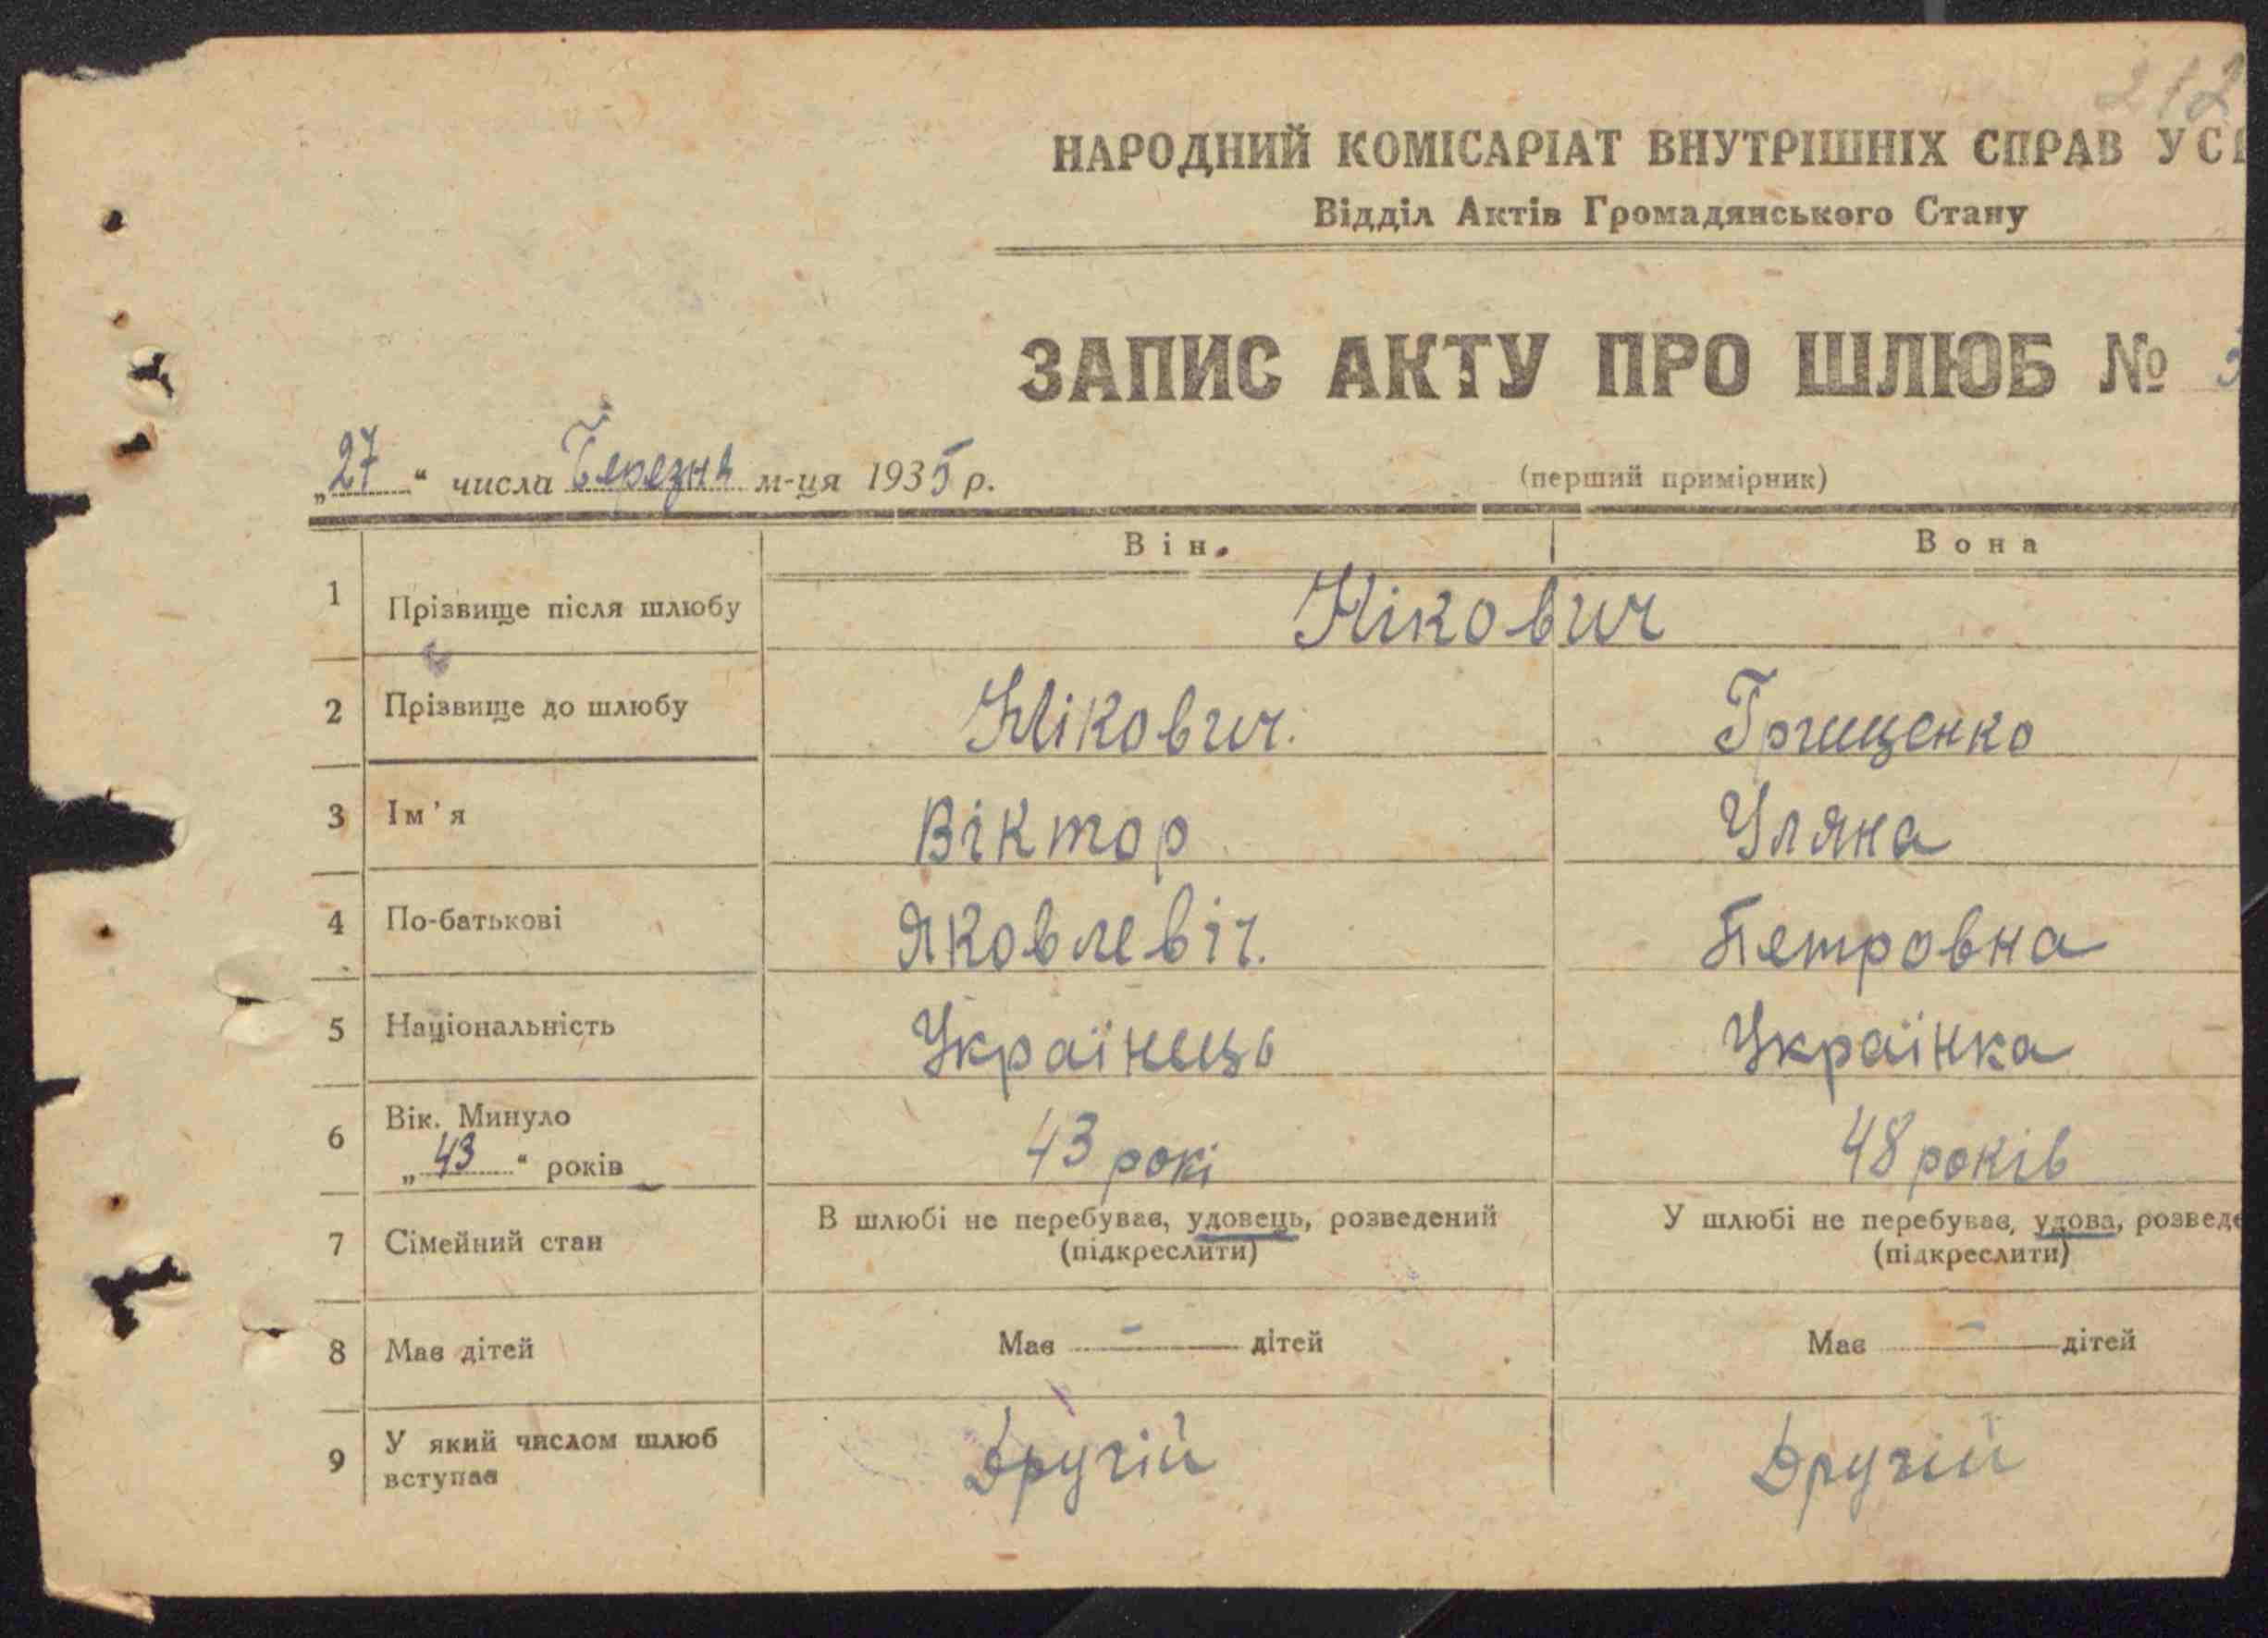 212
НАРОДНИЙ КОМІСАРІАТ ВНУТРІШНІХ СПРАВ УС
Відділ Актів Громадянського Стану
ЗАПИС АКТУ ПРО ШЛЮБ №
„27“ числа Березня м-ця 1935 р.
(перший примірник)
Він. Вона
1 Прізвище після шлюбу Нікович
2 Прізвище до шлюбу Нікович. Грищенко
3 Ім'я Віктор Уляна
4 По-батькові Яковлевіч. Петровна
5 Національність Українець Українка
6 Вік. Минуло „43“ років 43 рокі 48 років
7 Сімейний стан В шлюбі не перебував, удовець, розведений (підкреслити) У шлюбі не перебував, удова, розведе (підкреслити)
8 Має дітей Має - дітей Має - дітей
9 У який числом шлюб вступає Другій Другій